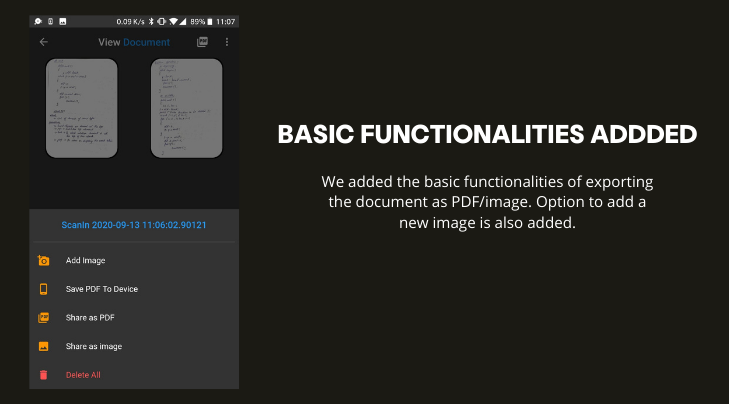 0.09 K/s 89% 11:07
View Document
PDF
BASIC FUNCTIONALITIES ADDDED
We added the basic functionalities of exporting
the document as PDF/image. Option to add a
new image is also added.
ScanIn 2020-09-13 11:06:02.90121
Add Image
Save PDF To Device
PDF Share as PDF
Share as image
Delete All